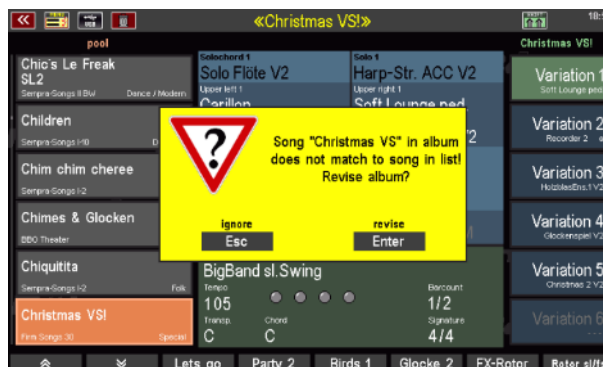 «Christmas VS!»
18:
pool
Christmas VS!
Chic's Le Freak
SL2
Sempra-Songs II BW Dance / Modern
Children
Sempra-Songs I-10 D
Chim chim cheree
Sempra-Songs I-2
Chimes & Glocken
BBO Theater
Chiquitita
Sempra-Songs I-2 Folk
Christmas VS!
Firm Songs 30 Special
Solochord 1
Solo Flöte V2
Upper left 1
Carillon
Solo 1
Harp-Str. ACC V2
Upper right 1
Soft Lounge ped
V2
Song "Christmas VS" in album
does not match to song in list!
Revise album?
ignore
Esc
revise
Enter
BigBand sl.Swing
Tempo
105
Barcount
1/2
Transp.
C
Chord
C
Signature
4/4
Variation 1
Soft Lounge ped
Variation 2
Recorder 2
Variation 3
HolzblasEns.1 V2
Variation 4
Glockenspiel V2
Variation 5
Christmas 2 V2
Variation 6
Lets go
Party 2
Birds 1
Glocke 2
FX-Rotor
Rotor sl/f